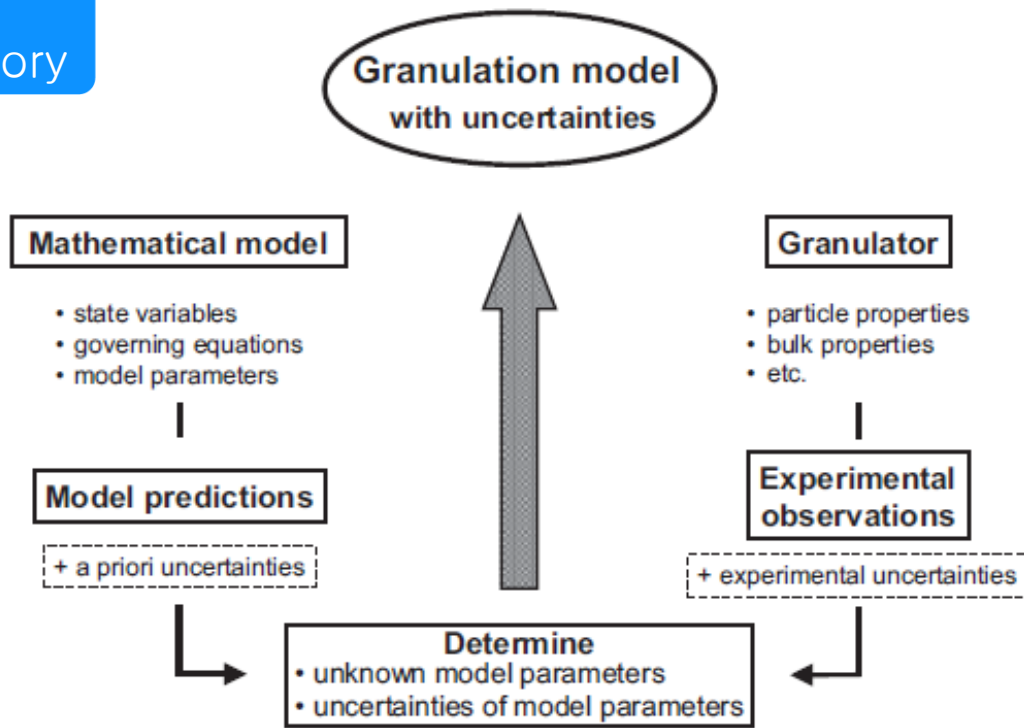 ory
Granulation model
with uncertainties
Mathematical model
• state variables
• governing equations
• model parameters
Model predictions
+ a priori uncertainties
Granulator
• particle properties
• bulk properties
• etc.
Experimental
observations
+ experimental uncertainties
Determine
• unknown model parameters
• uncertainties of model parameters